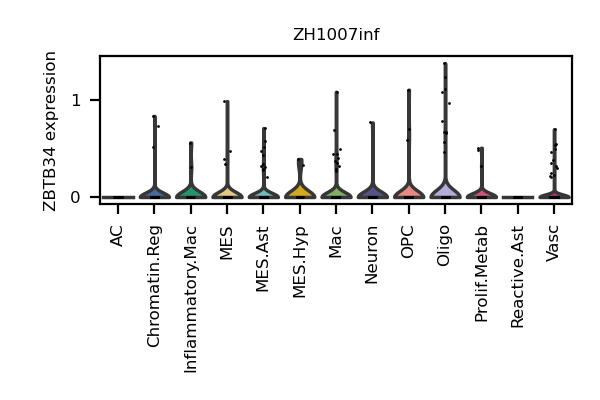 ZH1007inf
ZBTB34 expression
1
0
AC
Chromatin.Reg
Inflammatory.Mac
MES
MES.Ast
MES.Hyp
Mac
Neuron
OPC
Oligo
Prolif.Metab
Reactive.Ast
Vasc